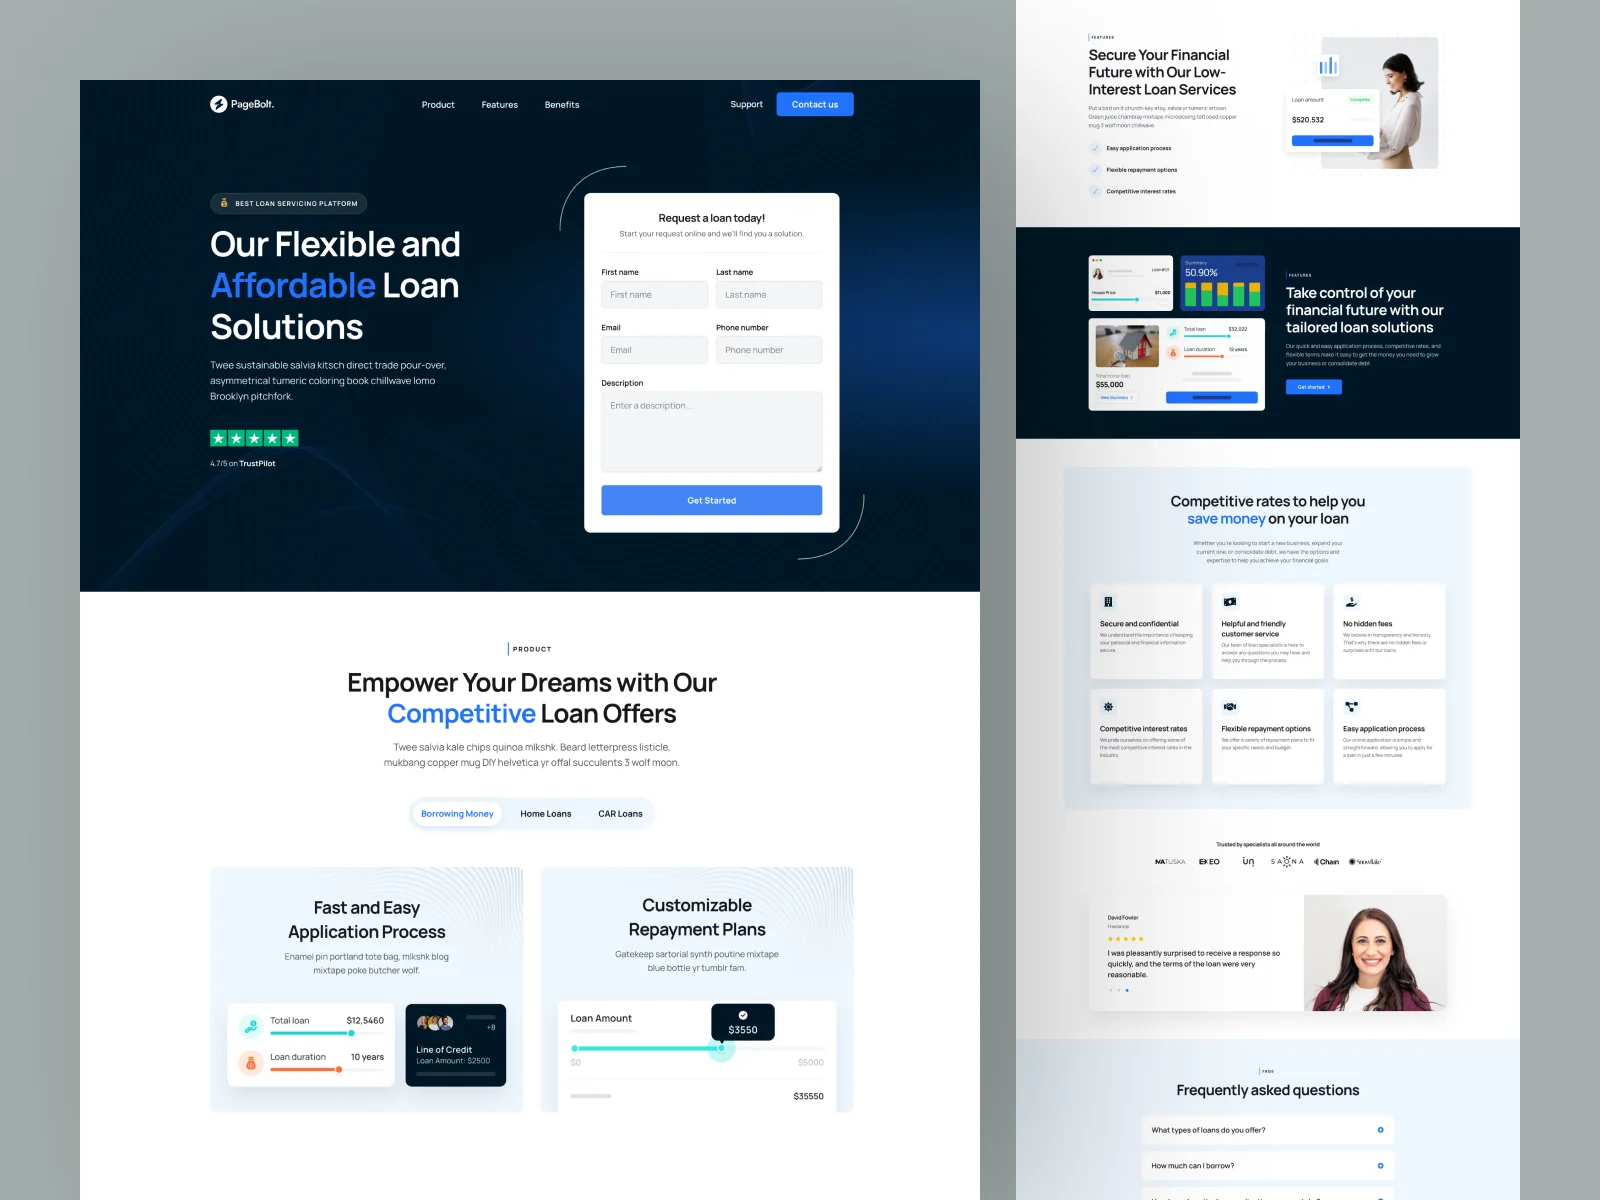 PageBolt.
Product
Features
Benefits
Support
Contact us
BEST LOAN SERVICING PLATFORM
Our Flexible and
Affordable Loan
Solutions
Twee sustainable salvia kitsch direct trade pour-over,
asymmetrical tumeric coloring book chillwave lomo
Brooklyn pitchfork.
4.7/5 on TrustPilot
Request a loan today!
Start your request online and we'll find you a solution.
First name
Last name
First name
Last name
Email
Phone number
Email
Phone number
Description
Enter a description...
Get Started
PRODUCT
Empower Your Dreams with Our
Competitive Loan Offers
Twee salvia kale chips quinoa mlkshk. Beard letterpress listicle,
mukbang copper mug DIY helvetica yr offal succulents 3 wolf moon.
Borrowing Money
Home Loans
CAR Loans
Fast and Easy
Application Process
Enamel pin portland tote bag, mlkshk blog
mixtape poke butcher wolf.
Total loan
$12,5460
Loan duration
10 years
+8
Line of Credit
Loan Amount: $2500
Customizable
Repayment Plans
Gatekeep sartorial synth poutine mixtape
blue bottle yr tumblr fam.
Loan Amount
$3550
$0
$5000
$35550
FEATURES
Secure Your Financial
Future with Our Low-
Interest Loan Services
Put a bird on it church-key etsy, salvia yr tumeric artisan.
Green juice chambray mixtape microdosing tattooed copper
mug 3 wolf moon chillwave.
Easy application process
Flexible repayment options
Competitive interest rates
Loan amount
Complete
$520.532
Loan #01
House Price
$11,000
Summary
50.90%
Total loan
$32,022
Loan duration
12 years
Total home loan
$55,000
View Summary
FEATURES
Take control of your
financial future with our
tailored loan solutions
Our quick and easy application process, competitive rates, and
flexible terms make it easy to get the money you need to grow
your business or consolidate debt.
Get started
Competitive rates to help you
save money on your loan
Whether you're looking to start a new business, expand your
current one, or consolidate debt, we have the options and
expertise to help you achieve your financial goals.
Secure and confidential
We understand the importance of keeping
your personal and financial information
secure.
Helpful and friendly
customer service
Our team of loan specialists is here to
answer any questions you may have and
help you through the process.
No hidden fees
We believe in transparency and honesty.
That's why there are no hidden fees or
surprises with our loans.
Competitive interest rates
We pride ourselves on offering some of
the most competitive interest rates in the
industry.
Flexible repayment options
We offer a variety of repayment plans to fit
your specific needs and budget.
Easy application process
Our online application is simple and
straightforward, allowing you to apply for
a loan in just a few minutes.
Trusted by specialists all around the world
MATUSKA
EXEO
ün
SAONA
Chain
Snowflake
David Fowler
Freelancer
I was pleasantly surprised to receive a response so
quickly, and the terms of the loan were very
reasonable.
FAQS
Frequently asked questions
What types of loans do you offer?
How much can I borrow?